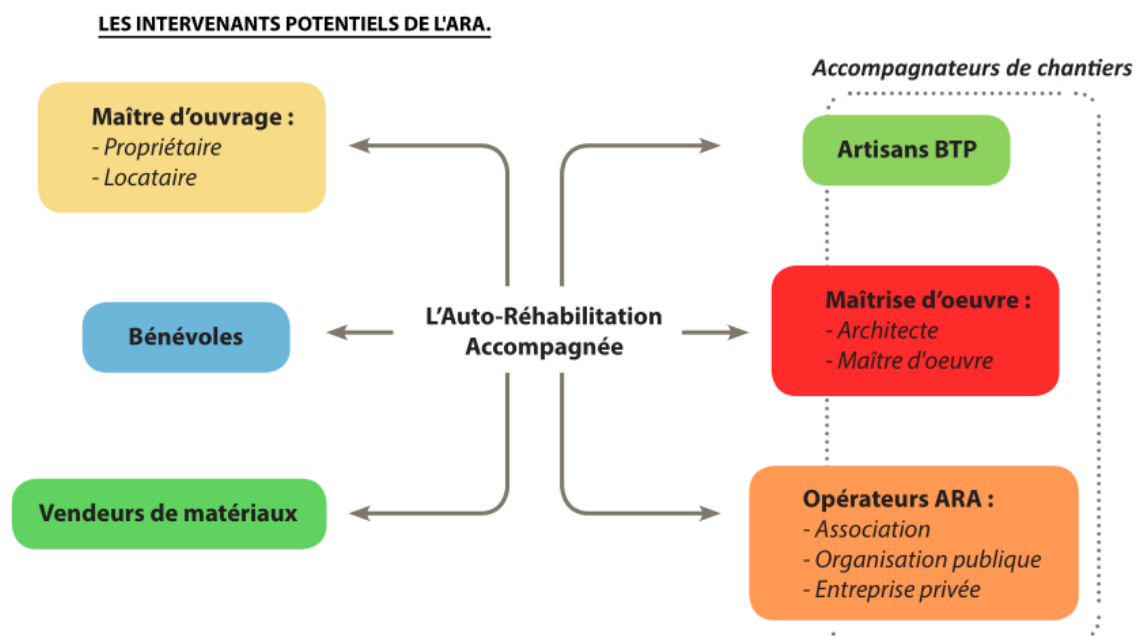 LES INTERVENANTS POTENTIELS DE L'ARA.
Accompagnateurs de chantiers
Maître d'ouvrage :
- Propriétaire
- Locataire
Artisans BTP
Bénévoles
L'Auto-Réhabilitation
Accompagnée
Maîtrise d'oeuvre :
- Architecte
- Maître d'oeuvre
Vendeurs de matériaux
Opérateurs ARA :
- Association
- Organisation publique
- Entreprise privée